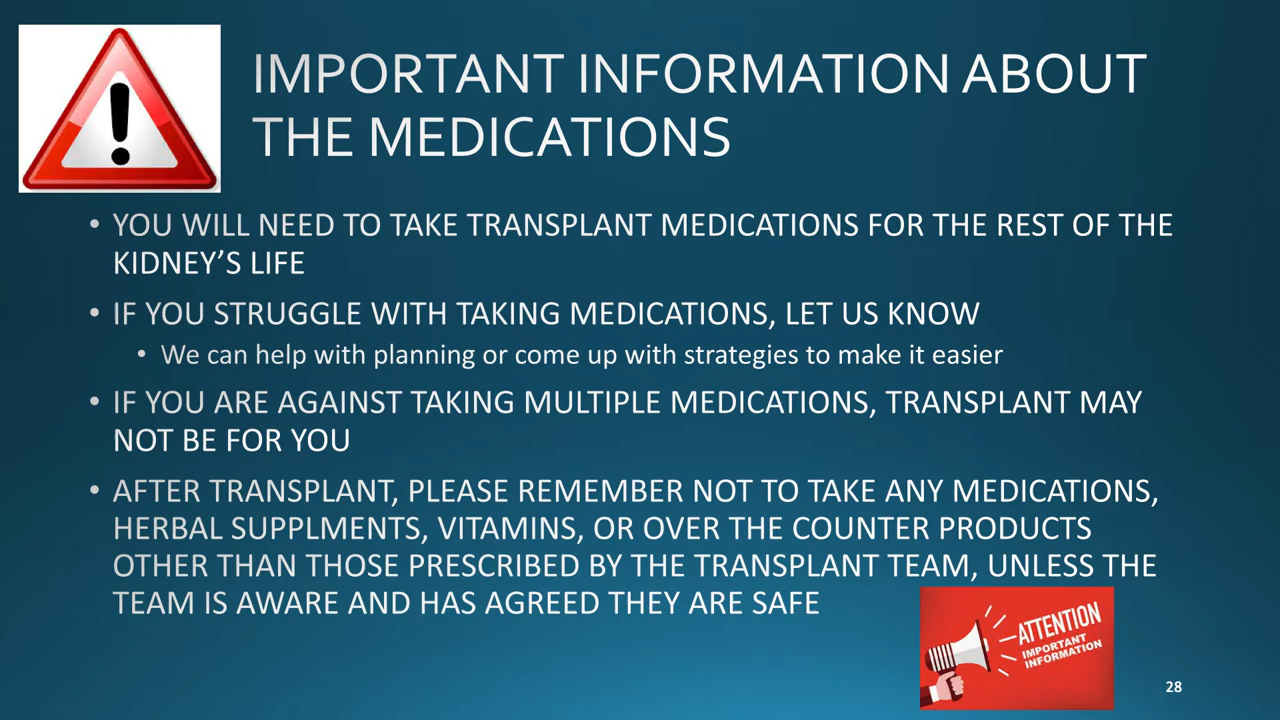 IMPORTANT INFORMATION ABOUT
THE MEDICATIONS
• YOU WILL NEED TO TAKE TRANSPLANT MEDICATIONS FOR THE REST OF THE
KIDNEY’S LIFE
• IF YOU STRUGGLE WITH TAKING MEDICATIONS, LET US KNOW
• We can help with planning or come up with strategies to make it easier
• IF YOU ARE AGAINST TAKING MULTIPLE MEDICATIONS, TRANSPLANT MAY
NOT BE FOR YOU
• AFTER TRANSPLANT, PLEASE REMEMBER NOT TO TAKE ANY MEDICATIONS,
HERBAL SUPPLMENTS, VITAMINS, OR OVER THE COUNTER PRODUCTS
OTHER THAN THOSE PRESCRIBED BY THE TRANSPLANT TEAM, UNLESS THE
TEAM IS AWARE AND HAS AGREED THEY ARE SAFE
ATTENTION
IMPORTANT
INFORMATION
28